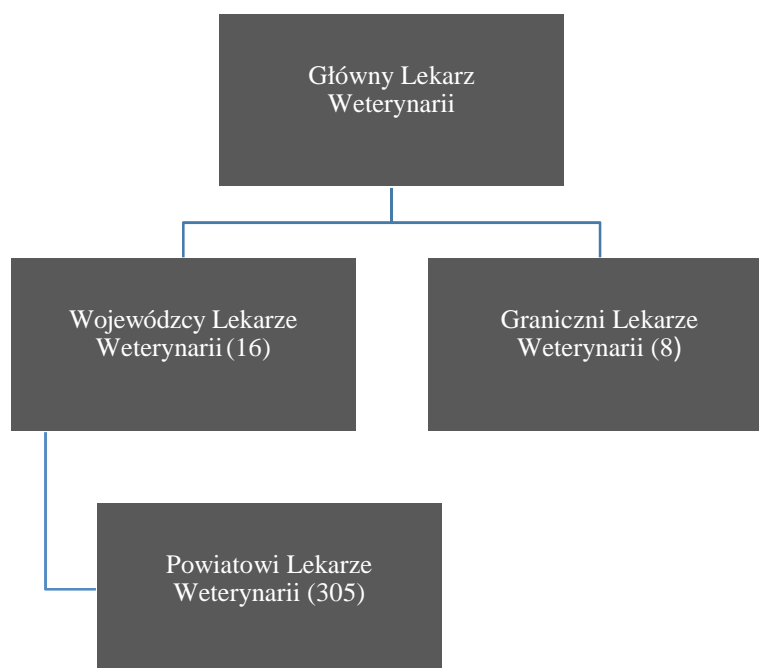 Główny Lekarz
Weterynarii
Wojewódzcy Lekarze
Weterynarii (16)
Graniczni Lekarze
Weterynarii (8)
Powiatowi Lekarze
Weterynarii (305)